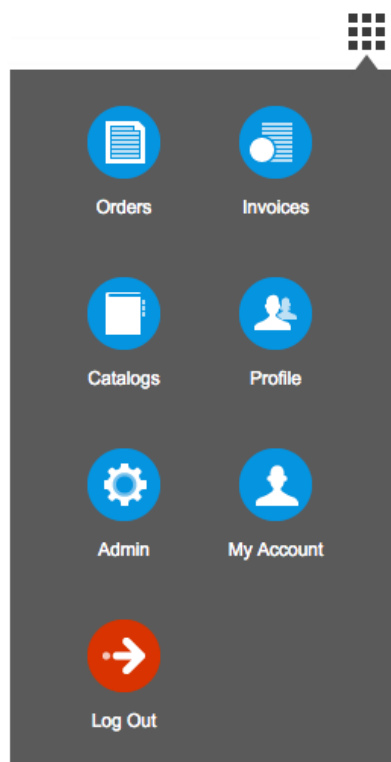 Orders
Invoices
Catalogs
Profile
Admin
My Account
Log Out